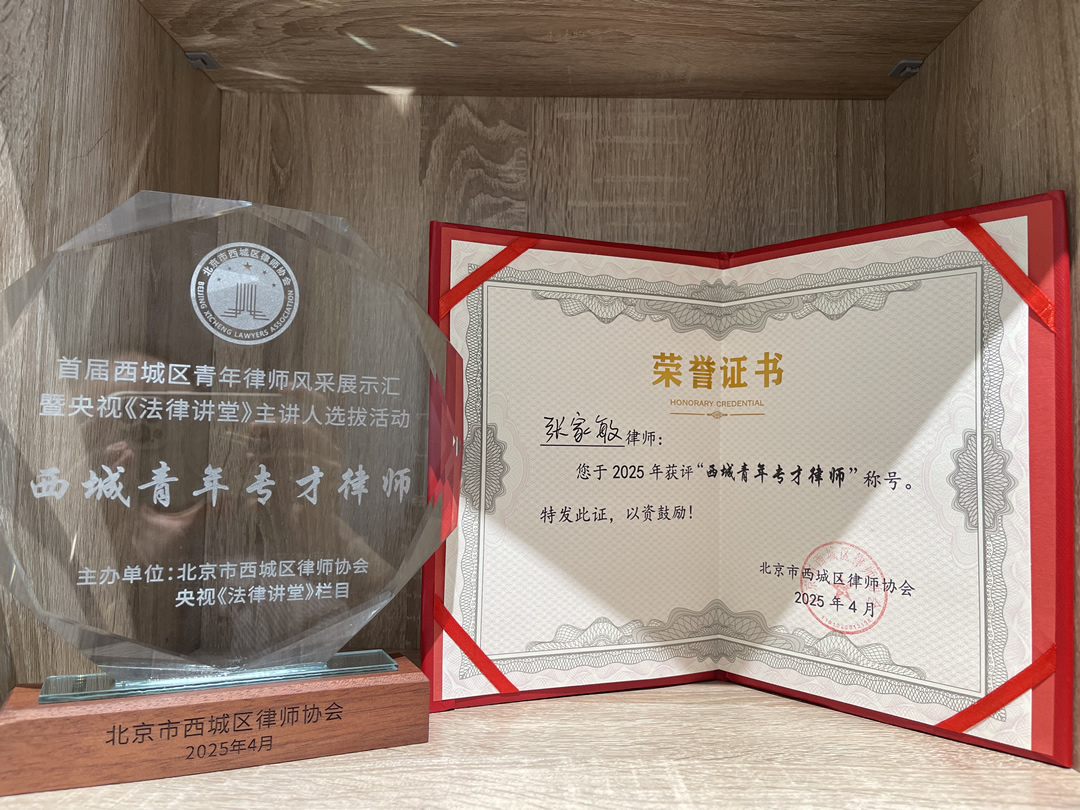 北京市西城区律师协会
BEIJING XICHENG LAWYERS ASSOCIATION
首届西城区青年律师风采展示汇
暨央视《法律讲堂》主讲人选拔活动
西城青年专才律师
主办单位：北京市西城区律师协会
央视《法律讲堂》栏目
北京市西城区律师协会
2025年4月
荣誉证书
HONORARY CREDENTIAL
张家敏律师：
您于2025年获评“西城青年专才律师”称号。
特发此证，以资鼓励！
北京市西城区律师协会
2025年4月